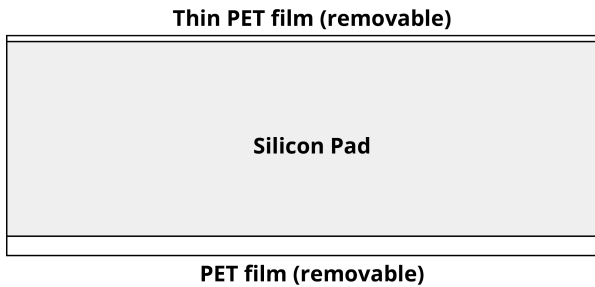 Thin PET film (removable)
Silicon Pad
PET film (removable)